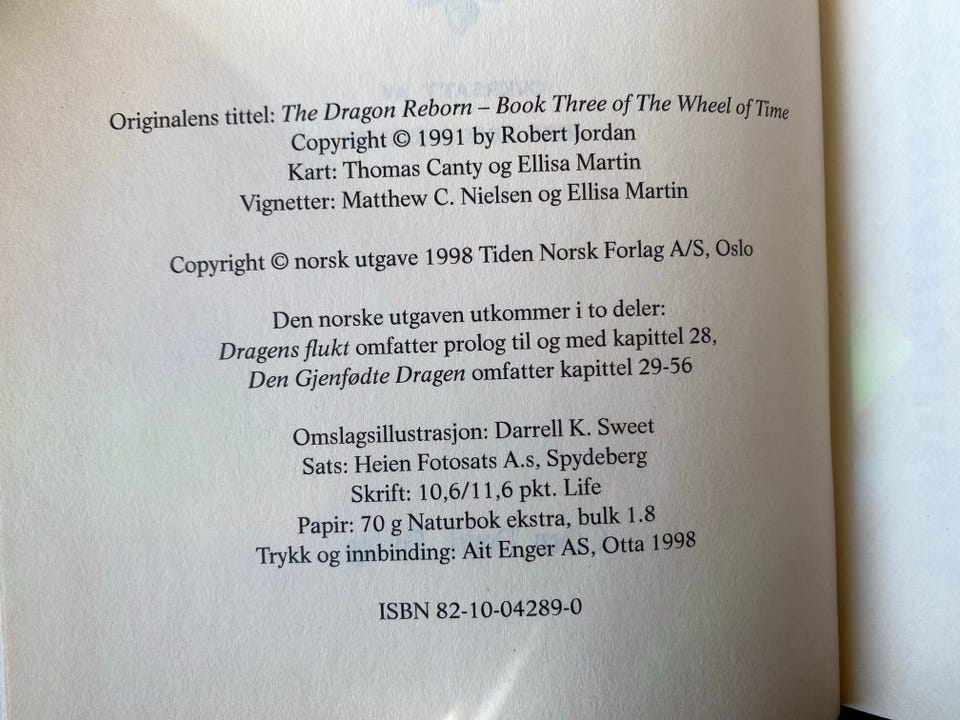 Originalens tittel: The Dragon Reborn – Book Three of The Wheel of Time
Copyright © 1991 by Robert Jordan
Kart: Thomas Canty og Ellisa Martin
Vignetter: Matthew C. Nielsen og Ellisa Martin
Copyright © norsk utgave 1998 Tiden Norsk Forlag A/S, Oslo
Den norske utgaven utkommer i to deler:
Dragens flukt omfatter prolog til og med kapittel 28,
Den Gjenfødte Dragen omfatter kapittel 29-56
Omslagsillustrasjon: Darrell K. Sweet
Sats: Heien Fotosats A.s, Spydeberg
Skrift: 10,6/11,6 pkt. Life
Papir: 70 g Naturbok ekstra, bulk 1.8
Trykk og innbinding: Ait Enger AS, Otta 1998
ISBN 82-10-04289-0